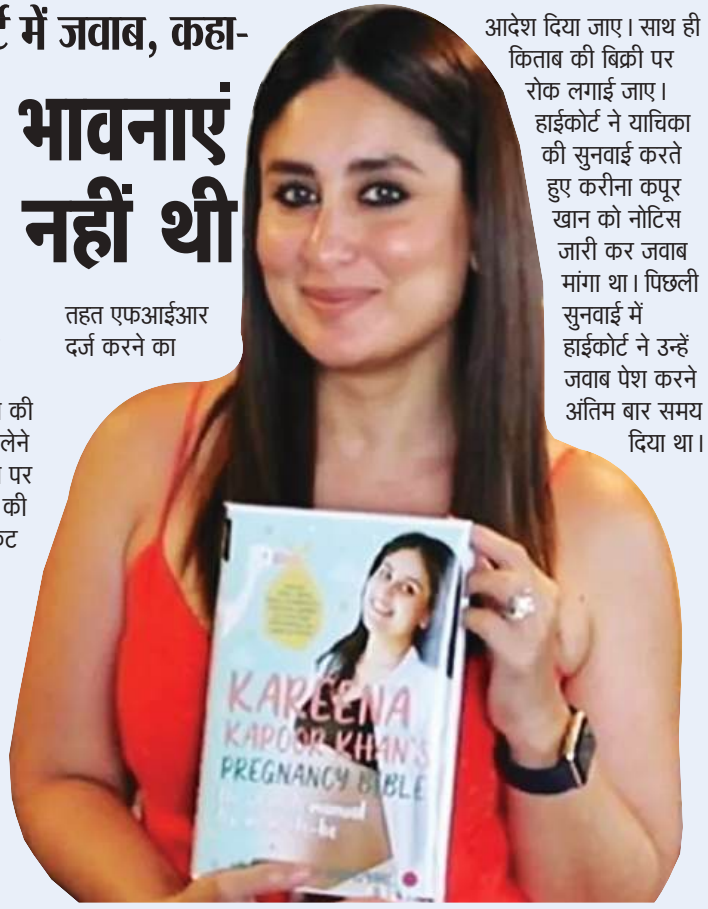 र्ट में जवाब, कहा-
भावनाएं
नहीं थी
तहत एफआईआर
दर्ज करने का
की
लेने
पर
की
कट
आदेश दिया जाए। साथ ही
किताब की बिक्री पर
रोक लगाई जाए।
हाईकोर्ट ने याचिका
की सुनवाई करते
हुए करीना कपूर
खान को नोटिस
जारी कर जवाब
मांगा था। पिछली
सुनवाई में
हाईकोर्ट ने उन्हें
जवाब पेश करने
अंतिम बार समय
दिया था।
KAREENA
KAPOOR KHAN'S
PREGNANCY BIBLE